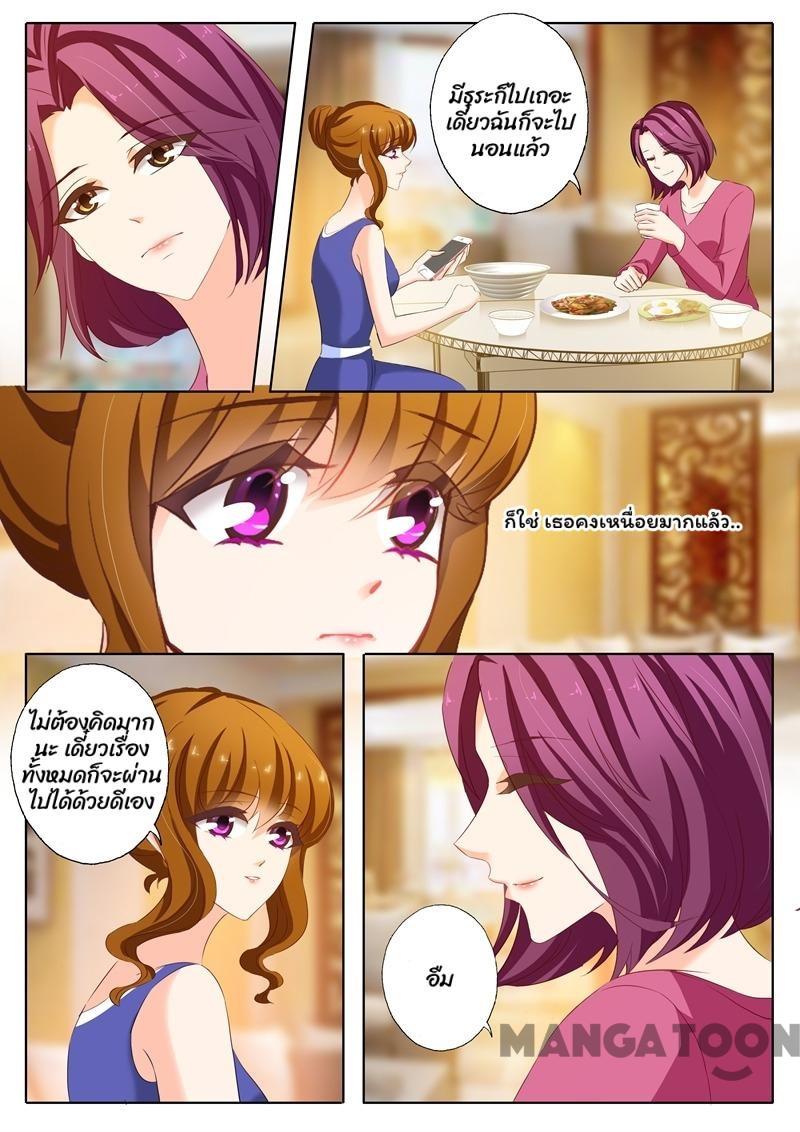 มีธุระก็ไปเถอะ
เดี๋ยวฉันก็จะไป
นอนแล้ว
ก็ใช่ เธอคงเหนื่อยมากแล้ว..
ไม่ต้องคิดมาก
นะ เดี๋ยวเรื่อง
ทั้งหมดก็จะผ่าน
ไปได้ด้วยดีเอง
อืม
MANGATOON